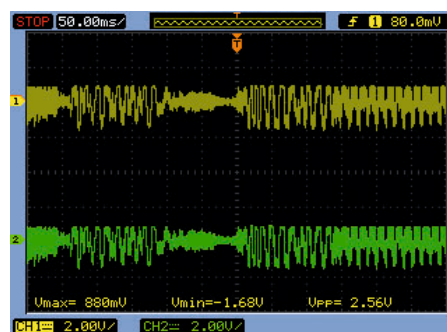 STOP 50.00ms/ T ƒ 1 80.0mV
T
1
2
Vmax= 880mV Vmin=-1.68V Vpp= 2.56V
CH1 2.00V/ CH2 2.00V/